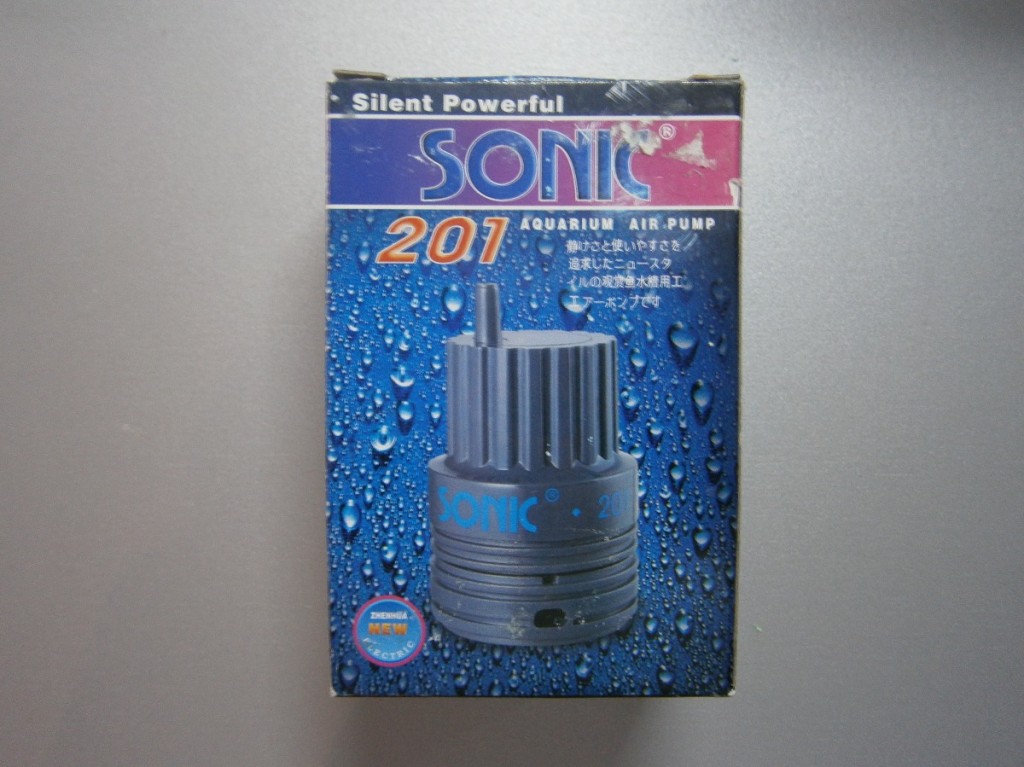 Silent Powerful
SONIC®
201
AQUARIUM AIR PUMP
静けさと使いやすさを
追求したニュースタ
イルの观賞魚水槽用工
エアーポンプです
SONIC® • 201
ZHENHUA
NEW
ELECTRIC